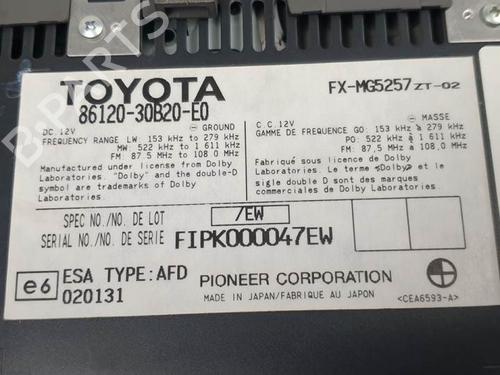 TOYOTA
FX-MG5257 ZT-02
86120-30B20-E0
DC.12V
GROUND
FREQUENCY RANGE LW: 153 kHz to 279 kHz
MW: 522 kHz to 1 611 kHz
FM: 87.5 MHz to 108.0 MHz
Manufactured under license from Dolby
Laboratories. "Dolby" and the double-D
symbol are trademarks of Dolby
Laboratories.
C.C.12V
MASSE
GAMME DE FREQUENCE GO: 153 kHz à 279 kHz
PO: 522 kHz à 1 611 kHz
FM: 87,5 MHz à 108,0 MHz
Fabriqué sous licence de Dolby
Laboratories. Le terme «Dolby» et le
sigle double D sont des marques
commerciales de Dolby Laboratories.
SPEC NO./NO. DE LOT /EW
SERIAL NO./NO. DE SERIE FIPK000047EW
e6
ESA TYPE:AFD
020131
PIONEER CORPORATION
MADE IN JAPAN/FABRIQUE AU JAPON
<CEA6593-A>